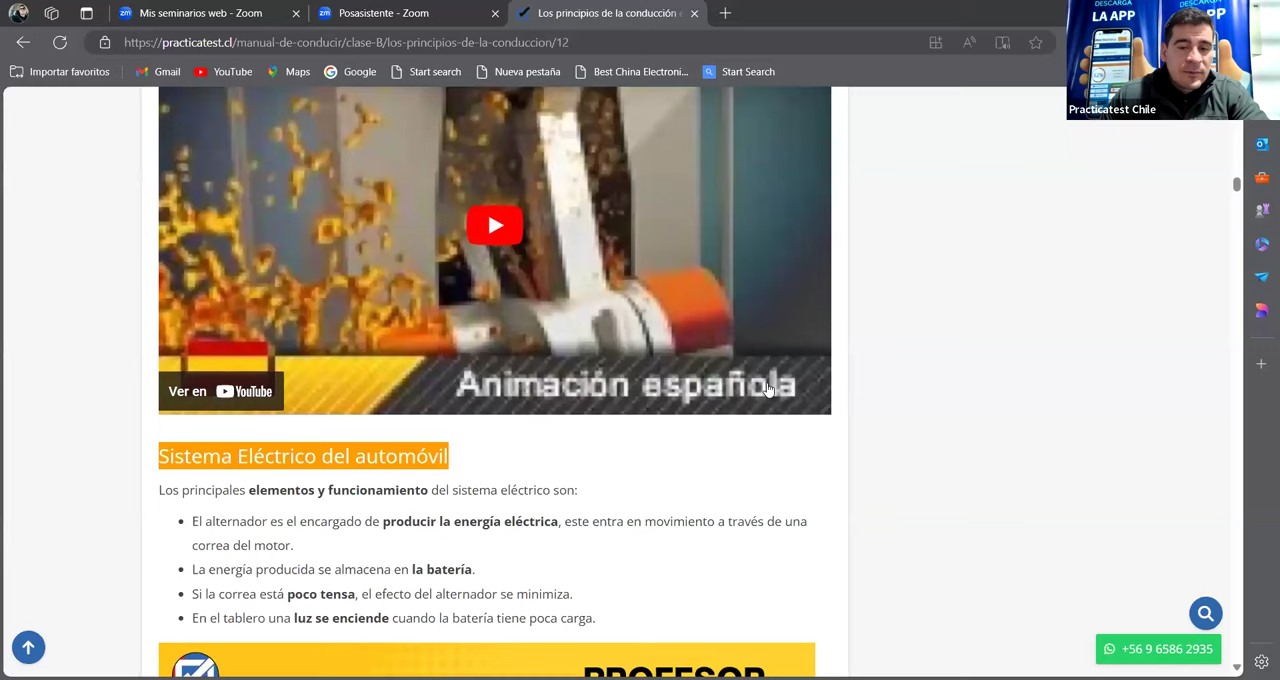 Mis seminarios web - Zoom
Posasistente - Zoom
Los principios de la conducción
https://practicatest.cl/manual-de-conducir/clase-B/los-principios-de-la-conduccion/12
Importar favoritos
Gmail
YouTube
Maps
Google
Start search
Nueva pestaña
Best China Electroni...
Start Search
DESCARGA
LA APP
DESCARGA
PP
Practicatest Chile
Animación española
Ver en YouTube
Sistema Eléctrico del automóvil
Los principales elementos y funcionamiento del sistema eléctrico son:
• El alternador es el encargado de producir la energía eléctrica, este entra en movimiento a través de una
correa del motor.
• La energía producida se almacena en la batería.
• Si la correa está poco tensa, el efecto del alternador se minimiza.
• En el tablero una luz se enciende cuando la batería tiene poca carga.
PROFESOR
+56 9 6586 2935